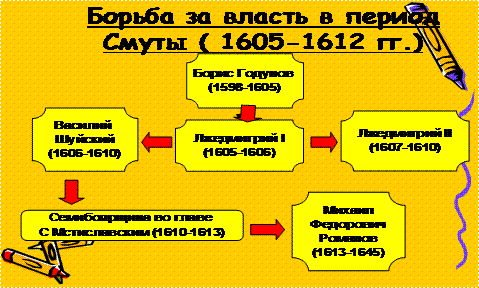 Борьба за власть в период
Смуты ( 1605-1612 гг.)
Борис Годунов
(1598-1605)
Василий
Шуйский
(1606-1610)
Лжедмитрий I
(1605-1606)
Лжедмитрий II
(1607-1610)
Семибоярщина во главе
С Мстиславским (1610-1613)
Михаил
Федорович
Романов
(1613-1645)